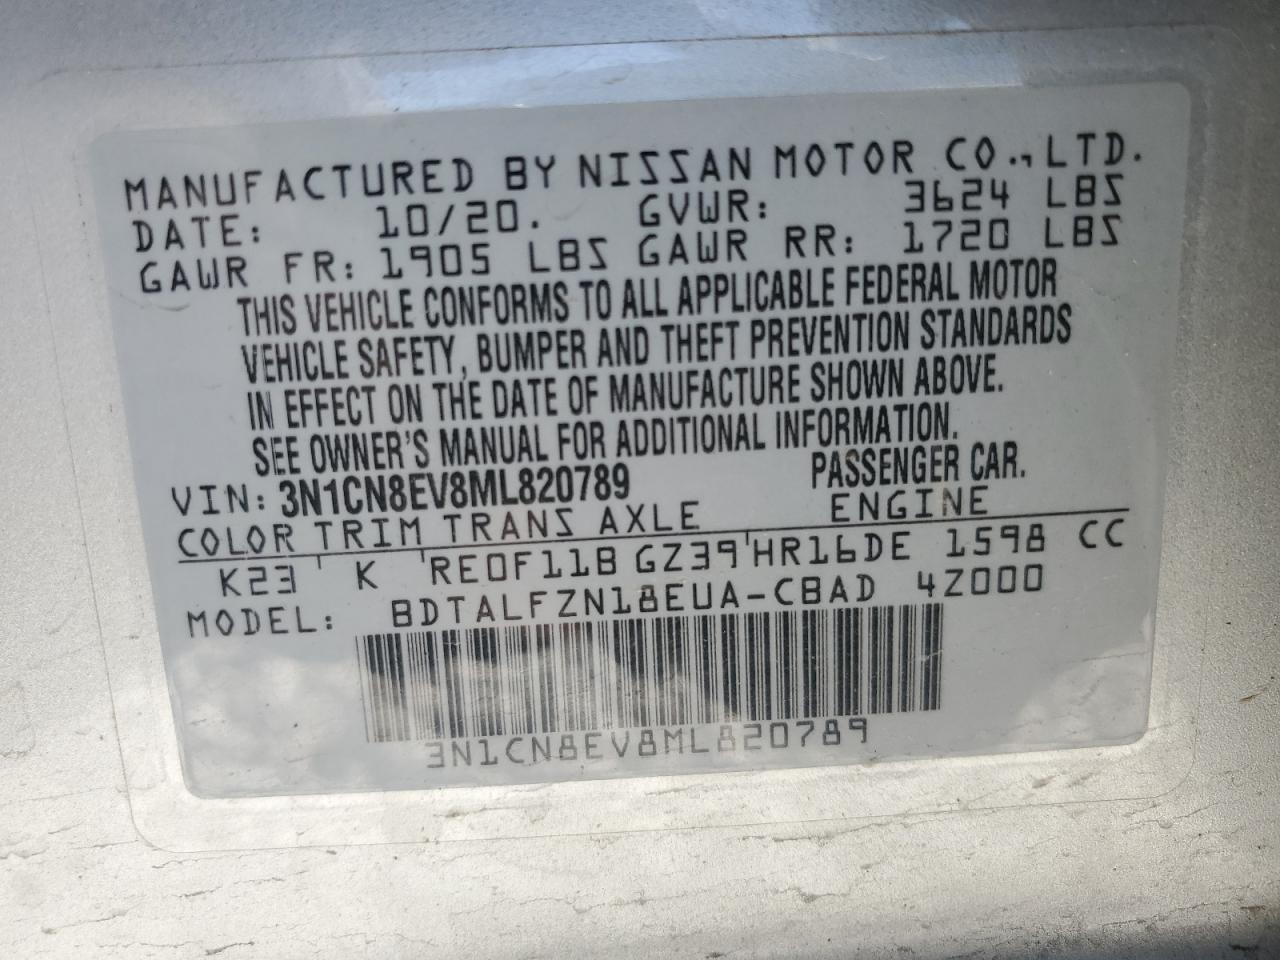 MANUFACTURED BY NISSAN MOTOR CO., LTD.
DATE: 10/20. GVWR: 3624 LBS
GAWR FR: 1905 LBS GAWR RR: 1720 LBS
THIS VEHICLE CONFORMS TO ALL APPLICABLE FEDERAL MOTOR
VEHICLE SAFETY, BUMPER AND THEFT PREVENTION STANDARDS
IN EFFECT ON THE DATE OF MANUFACTURE SHOWN ABOVE.
SEE OWNER'S MANUAL FOR ADDITIONAL INFORMATION.
VIN: 3N1CN8EV8ML820789 PASSENGER CAR.
COLOR TRIM TRANS AXLE ENGINE
K23 K RE0F11B GZ39 HR16DE 1598 CC
MODEL: BDTALFZN18EUA-CBAD 4Z000
3N1CN8EV8ML820789